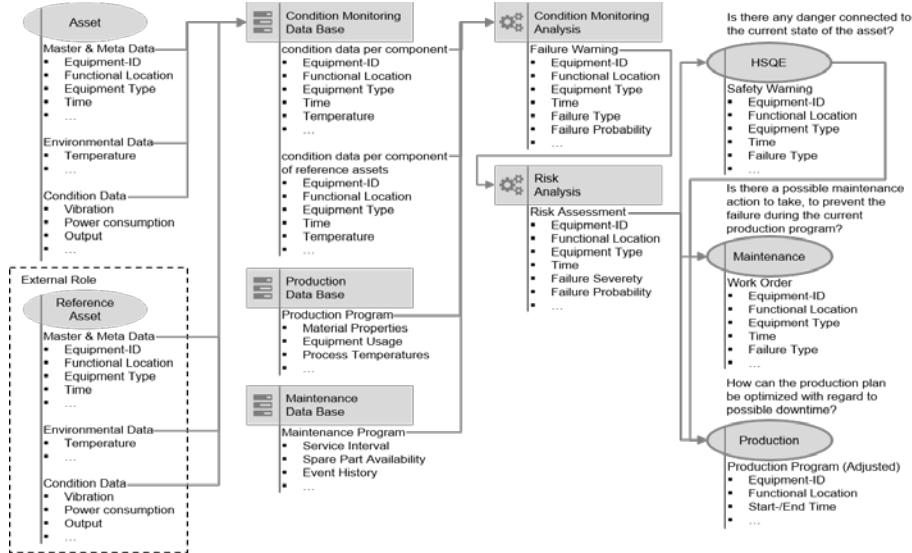 Asset
Master & Meta Data
▪ Equipment-ID
▪ Functional Location
▪ Equipment Type
▪ Time
▪ ...
Environmental Data
▪ Temperature
▪ ...
Condition Data
▪ Vibration
▪ Power consumption
▪ Output
▪ ...
External Role
Reference
Asset
Master & Meta Data
▪ Equipment-ID
▪ Functional Location
▪ Equipment Type
▪ Time
▪ ...
Environmental Data
▪ Temperature
▪ ...
Condition Data
▪ Vibration
▪ Power consumption
▪ Output
▪ ...
Condition Monitoring
Data Base
condition data per component
▪ Equipment-ID
▪ Functional Location
▪ Equipment Type
▪ Time
▪ Temperature
▪ ...
condition data per component
of reference assets
▪ Equipment-ID
▪ Functional Location
▪ Equipment Type
▪ Time
▪ Temperature
▪ ...
Production
Data Base
Production Program
▪ Material Properties
▪ Equipment Usage
▪ Process Temperatures
▪ ...
Maintenance
Data Base
Maintenance Program
▪ Service Interval
▪ Spare Part Availability
▪ Event History
▪ ...
Condition Monitoring
Analysis
Failure Warning
▪ Equipment-ID
▪ Functional Location
▪ Equipment Type
▪ Time
▪ Failure Type
▪ Failure Probability
▪ ...
Risk
Analysis
Risk Assessment
▪ Equipment-ID
▪ Functional Location
▪ Equipment Type
▪ Time
▪ Failure Severety
▪ Failure Probability
▪ ...
Is there any danger connected to
the current state of the asset?
HSQE
Safety Warning
▪ Equipment-ID
▪ Functional Location
▪ Equipment Type
▪ Time
▪ Failure Type
▪ ...
Is there a possible maintenance
action to take, to prevent the
failure during the current
production program?
Maintenance
Work Order
▪ Equipment-ID
▪ Functional Location
▪ Equipment Type
▪ Time
▪ Failure Type
▪ ...
How can the production plan
be optimized with regard to
possible downtime?
Production
Production Program (Adjusted)
▪ Equipment-ID
▪ Functional Location
▪ Start-/End Time
▪ ...